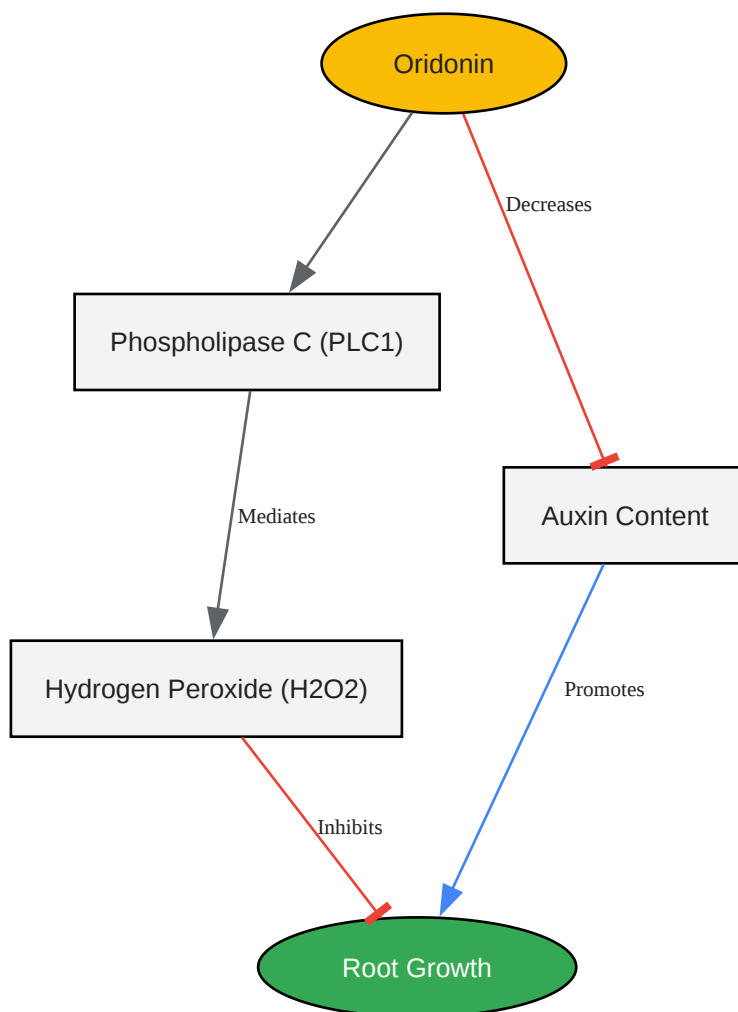 Oridonin
Decreases
Phospholipase C (PLC1)
Mediates
Auxin Content
Hydrogen Peroxide (H2O2)
Promotes
Inhibits
Root Growth